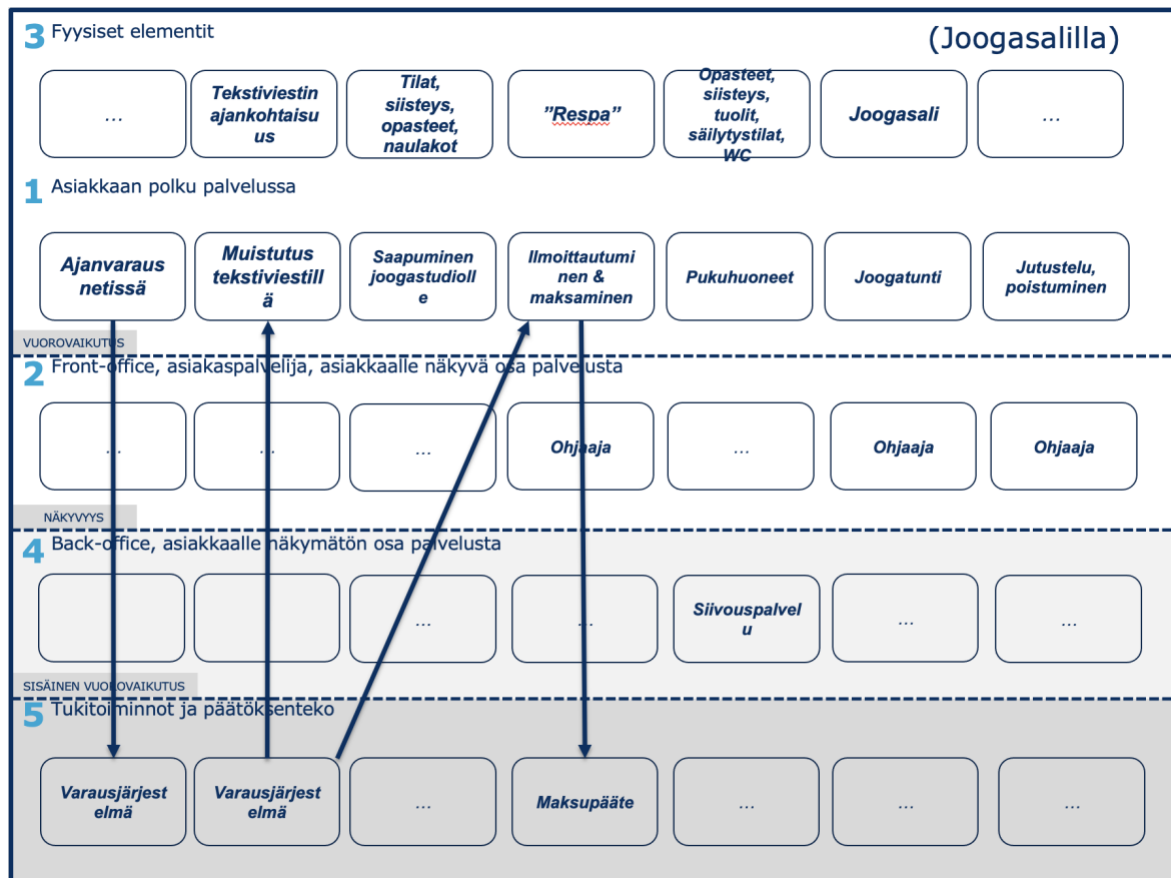 3 Fyysiset elementit
(Joogasalilla)
...
Tekstiviestin
ajankohtaisu
us
Tilat,
siisteys,
opasteet,
naulakot
”Respa”
Opasteet,
siisteys,
tuolit,
säilytystilat,
WC
Joogasali
...
1 Asiakkaan polku palvelussa
Ajanvaraus
netissä
Muistutus
tekstiviestill
ä
Saapuminen
joogastudioll
e
Ilmoittautumi
nen &
maksaminen
Pukuhuoneet
Joogatunti
Jutustelu,
poistuminen
VUOROVAIKUTUS
2 Front-office, asiakaspalvelija, asiakkaalle näkyvä osa palvelusta
...
...
...
Ohjaaja
...
Ohjaaja
Ohjaaja
NÄKYVYYS
4 Back-office, asiakkaalle näkymätön osa palvelusta
...
...
Siivouspalvel
u
...
...
SISÄINEN VUOROVAIKUTUS
5 Tukitoiminnot ja päätöksenteko
Varausjärjest
elmä
Varausjärjest
elmä
...
Maksupääte
...
...
...